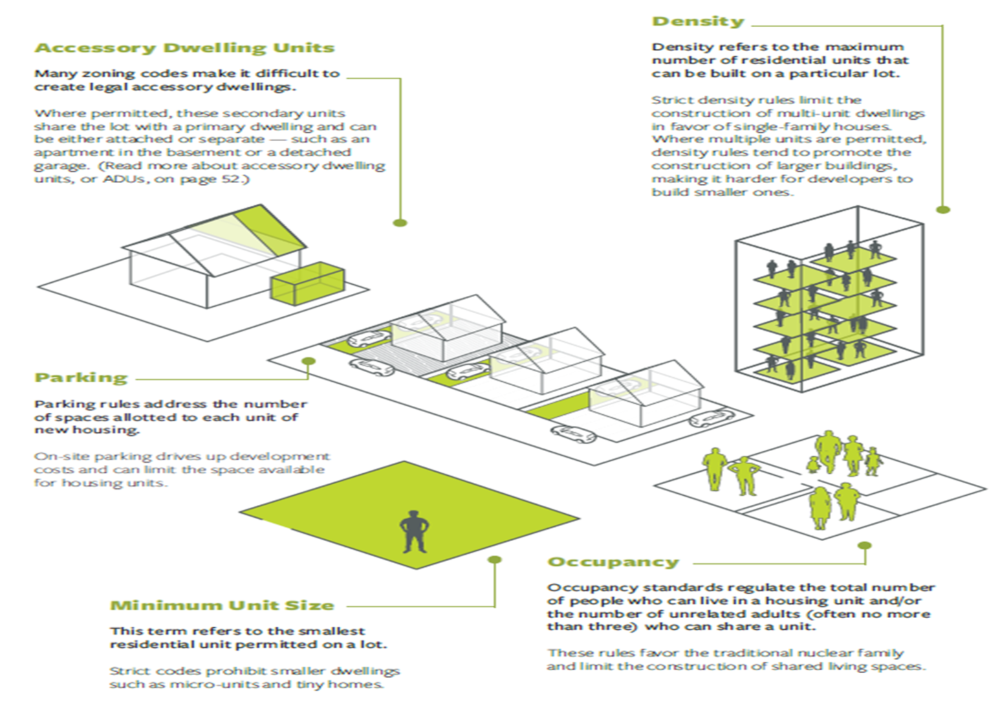 Accessory Dwelling Units
Many zoning codes make it difficult to
create legal accessory dwellings.
Where permitted, these secondary units
share the lot with a primary dwelling and can
be either attached or separate — such as an
apartment in the basement or a detached
garage. (Read more about accessory dwelling
units, or ADUs, on page 52.)
Density
Density refers to the maximum
number of residential units that
can be built on a particular lot.
Strict density rules limit the
construction of multi-unit dwellings
in favor of single-family houses.
Where multiple units are permitted,
density rules tend to promote the
construction of larger buildings,
making it harder for developers to
build smaller ones.
Parking
Parking rules address the number
of spaces allotted to each unit of
new housing.
On-site parking drives up development
costs and can limit the space available
for housing units.
Minimum Unit Size
This term refers to the smallest
residential unit permitted on a lot.
Strict codes prohibit smaller dwellings
such as micro-units and tiny homes.
Occupancy
Occupancy standards regulate the total number
of people who can live in a housing unit and/or
the number of unrelated adults (often no more
than three) who can share a unit.
These rules favor the traditional nuclear family
and limit the construction of shared living spaces.